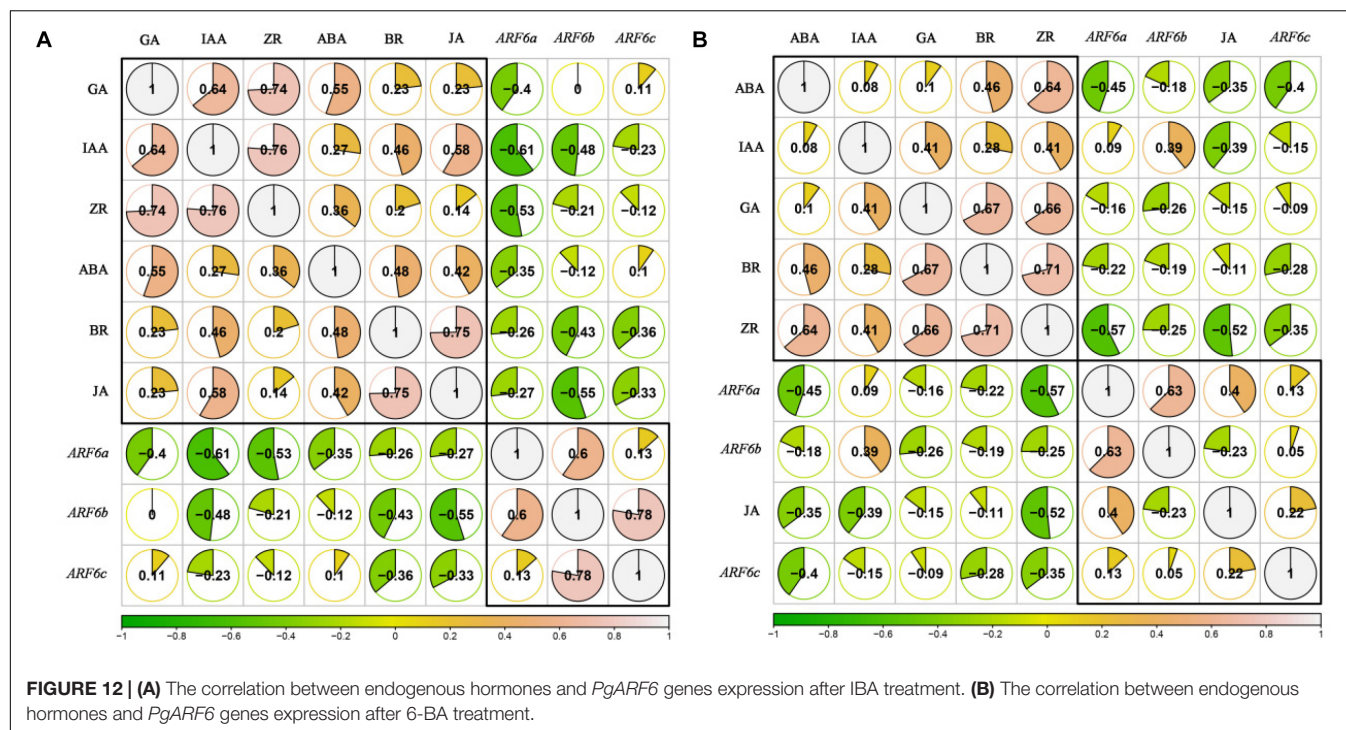 A
GA IAA ZR ABA BR JA ARF6a ARF6b ARF6c
GA 1 0.64 0.74 0.55 0.23 0.23 −0.4 0 0.11
IAA 0.64 1 0.76 0.27 0.46 0.58 −0.61 −0.48 −0.23
ZR 0.74 0.76 1 0.36 0.2 0.14 −0.53 −0.21 −0.12
ABA 0.55 0.27 0.36 1 0.48 0.42 −0.35 −0.12 0.1
BR 0.23 0.46 0.2 0.48 1 0.75 −0.26 −0.43 −0.36
JA 0.23 0.58 0.14 0.42 0.75 1 −0.27 −0.55 −0.33
ARF6a −0.4 −0.61 −0.53 −0.35 −0.26 −0.27 1 0.6 0.13
ARF6b 0 −0.48 −0.21 −0.12 −0.43 −0.55 0.6 1 0.78
ARF6c 0.11 −0.23 −0.12 0.1 −0.36 −0.33 0.13 0.78 1
−1 −0.8 −0.6 −0.4 −0.2 0 0.2 0.4 0.6 0.8 1
B
ABA IAA GA BR ZR ARF6a ARF6b JA ARF6c
ABA 1 0.08 0.1 0.46 0.64 −0.45 −0.18 −0.35 −0.4
IAA 0.08 1 0.41 0.28 0.41 0.09 0.39 −0.39 −0.15
GA 0.1 0.41 1 0.67 0.66 −0.16 −0.26 −0.15 −0.09
BR 0.46 0.28 0.67 1 0.71 −0.22 −0.19 −0.11 −0.28
ZR 0.64 0.41 0.66 0.71 1 −0.57 −0.25 −0.52 −0.35
ARF6a −0.45 0.09 −0.16 −0.22 −0.57 1 0.63 0.4 0.13
ARF6b −0.18 0.39 −0.26 −0.19 −0.25 0.63 1 −0.23 0.05
JA −0.35 −0.39 −0.15 −0.11 −0.52 0.4 −0.23 1 0.22
ARF6c −0.4 −0.15 −0.09 −0.28 −0.35 0.13 0.05 0.22 1
−1 −0.8 −0.6 −0.4 −0.2 0 0.2 0.4 0.6 0.8 1
FIGURE 12 | (A) The correlation between endogenous hormones and PgARF6 genes expression after IBA treatment. (B) The correlation between endogenous
hormones and PgARF6 genes expression after 6-BA treatment.